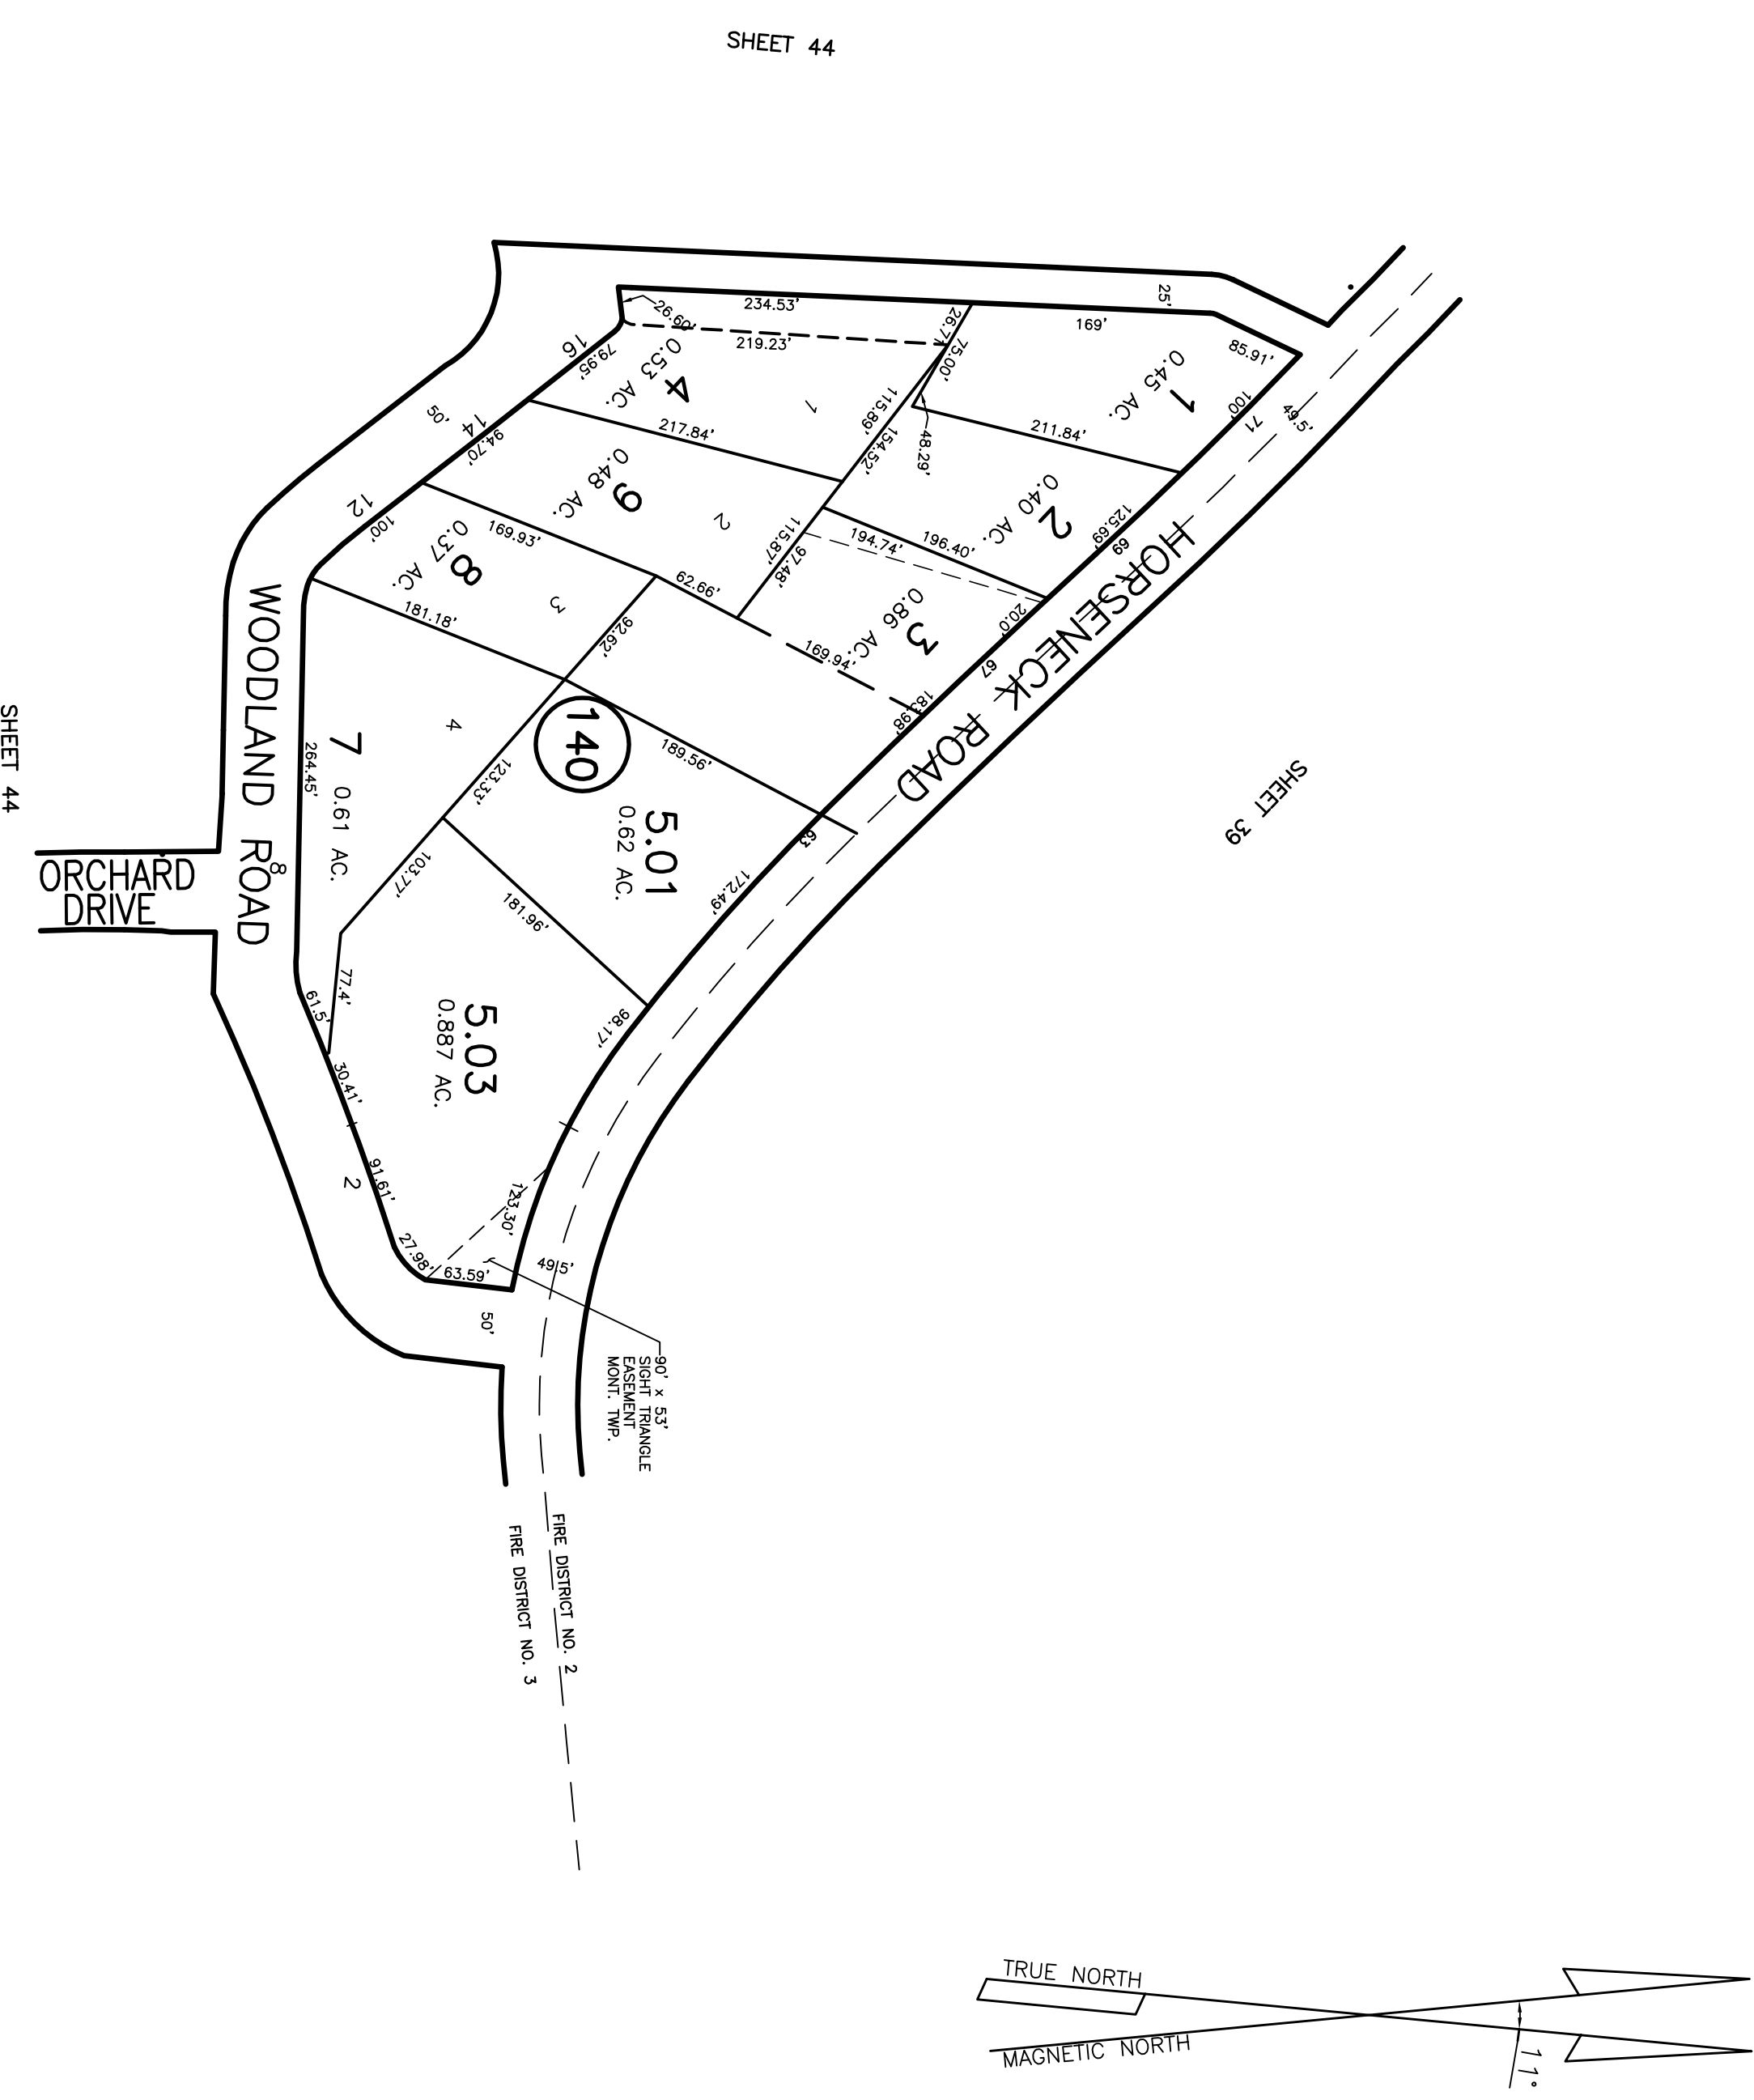 SHEET 44
234.53'
26.60'
219.23'
25'
169'
85.91'
26.77'
75.00'
16
79.95'
4
0.53 AC.
1
115.89'
1
0.45 AC.
100'
71
49.5'
50'
14
94.70'
217.84'
154.52'
48.29'
211.84'
12
100'
9
0.48 AC.
2
2
0.40 AC.
125.69'
69
169.93'
115.87'
97.48'
194.74'
196.40'
8
0.37 AC.
3
62.66'
3
0.86 AC.
20.0'
67
HORSENECK ROAD
181.18'
92.62'
169.94'
183.98'
WOODLAND ROAD
264.45'
7
0.61 AC.
4
140
123.33'
189.56'
SHEET 39
SHEET 44
5.01
0.62 AC.
63
8
ORCHARD
DRIVE
103.77'
181.96'
172.49'
77.4'
61.5'
5.03
0.887 AC.
98.17'
30.41'
2
91.61'
123.30'
27.98'
63.59'
49.5'
50'
90' x 53'
SIGHT TRIANGLE
EASEMENT
MONT. TWP.
FIRE DISTRICT NO. 2
FIRE DISTRICT NO. 3
TRUE NORTH
MAGNETIC NORTH
11°